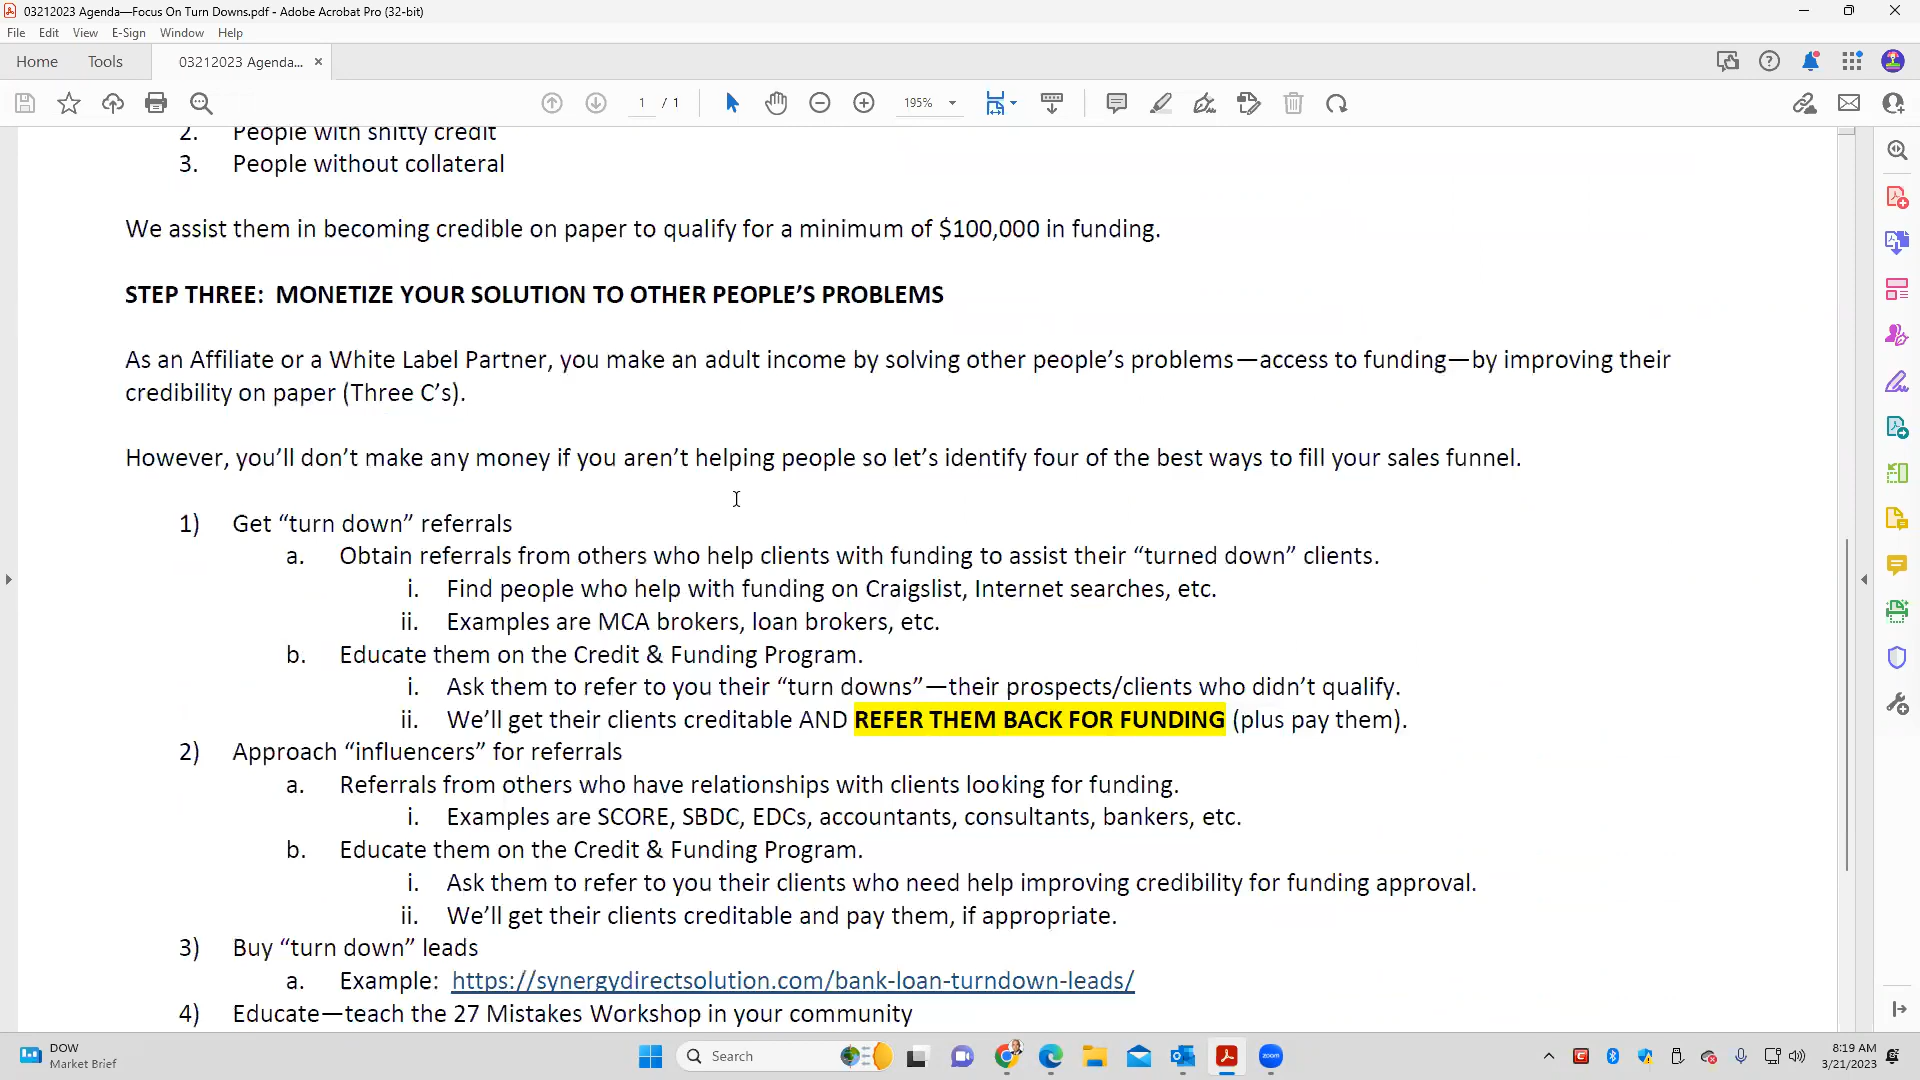 03212023 Agenda—Focus On Turn Downs.pdf - Adobe Acrobat Pro (32-bit)
File Edit View E-Sign Window Help
Home Tools 03212023 Agenda... ×
1 / 1 195%
2. People with shitty credit
3. People without collateral
We assist them in becoming credible on paper to qualify for a minimum of $100,000 in funding.
STEP THREE: MONETIZE YOUR SOLUTION TO OTHER PEOPLE’S PROBLEMS
As an Affiliate or a White Label Partner, you make an adult income by solving other people’s problems—access to funding—by improving their
credibility on paper (Three C’s).
However, you’ll don’t make any money if you aren’t helping people so let’s identify four of the best ways to fill your sales funnel.
1) Get “turn down” referrals
a. Obtain referrals from others who help clients with funding to assist their “turned down” clients.
i. Find people who help with funding on Craigslist, Internet searches, etc.
ii. Examples are MCA brokers, loan brokers, etc.
b. Educate them on the Credit & Funding Program.
i. Ask them to refer to you their “turn downs”—their prospects/clients who didn’t qualify.
ii. We’ll get their clients creditable AND REFER THEM BACK FOR FUNDING (plus pay them).
2) Approach “influencers” for referrals
a. Referrals from others who have relationships with clients looking for funding.
i. Examples are SCORE, SBDC, EDCs, accountants, consultants, bankers, etc.
b. Educate them on the Credit & Funding Program.
i. Ask them to refer to you their clients who need help improving credibility for funding approval.
ii. We’ll get their clients creditable and pay them, if appropriate.
3) Buy “turn down” leads
a. Example: https://synergydirectsolution.com/bank-loan-turndown-leads/
4) Educate—teach the 27 Mistakes Workshop in your community
DOW
Market Brief
Search
zoom
8:19 AM
3/21/2023